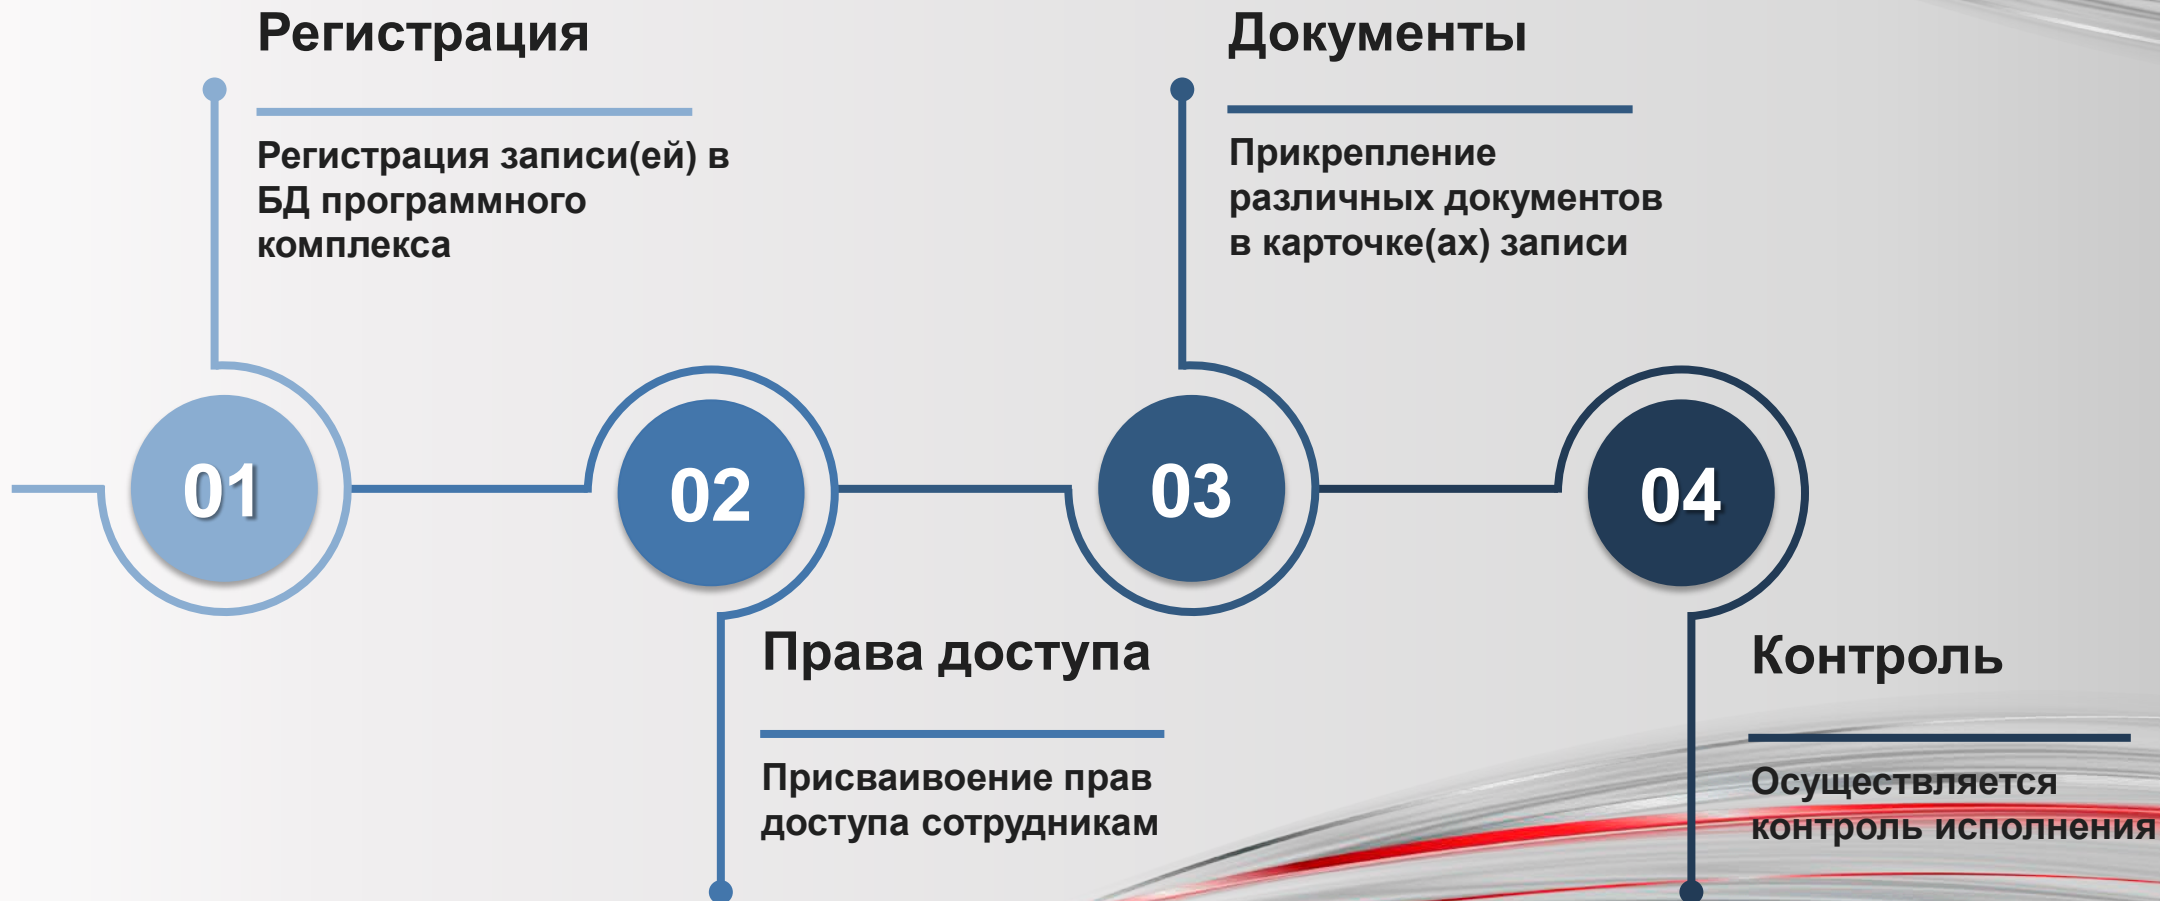 Регистрация
Регистрация записи(ей) в
БД программного
комплекса
Документы
Прикрепление
различных документов
в карточке(ах) записи
01
02
03
04
Права доступа
Присваивоение прав
доступа сотрудникам
Контроль
Осуществляется
контроль исполнения